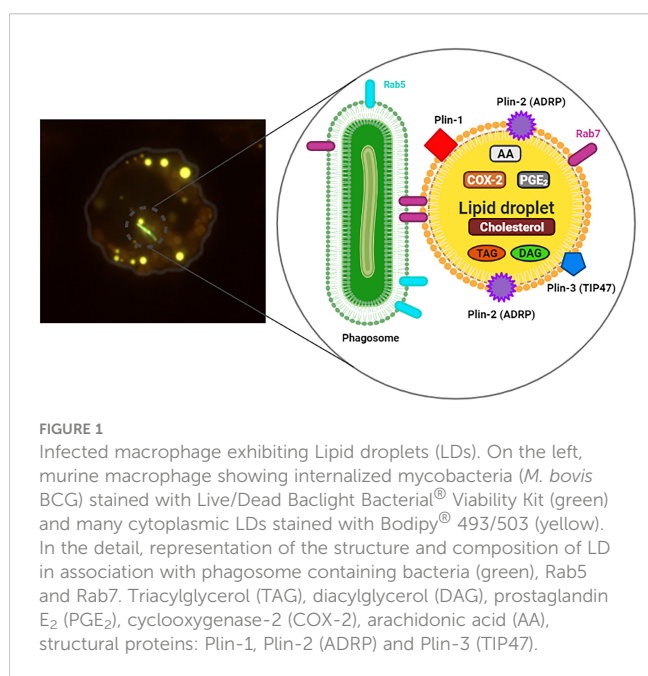 Rab5
Plin-2 (ADRP)
Plin-1
Rab7
AA
COX-2 PGE₂
Lipid droplet
Cholesterol
TAG DAG
Plin-3 (TIP47)
Plin-2 (ADRP)
Phagosome
FIGURE 1
Infected macrophage exhibiting Lipid droplets (LDs). On the left,
murine macrophage showing internalized mycobacteria (M. bovis
BCG) stained with Live/Dead Baclight Bacterial® Viability Kit (green)
and many cytoplasmic LDs stained with Bodipy® 493/503 (yellow).
In the detail, representation of the structure and composition of LD
in association with phagosome containing bacteria (green), Rab5
and Rab7. Triacylglycerol (TAG), diacylglycerol (DAG), prostaglandin
E₂ (PGE₂), cyclooxygenase-2 (COX-2), arachidonic acid (AA),
structural proteins: Plin-1, Plin-2 (ADRP) and Plin-3 (TIP47).